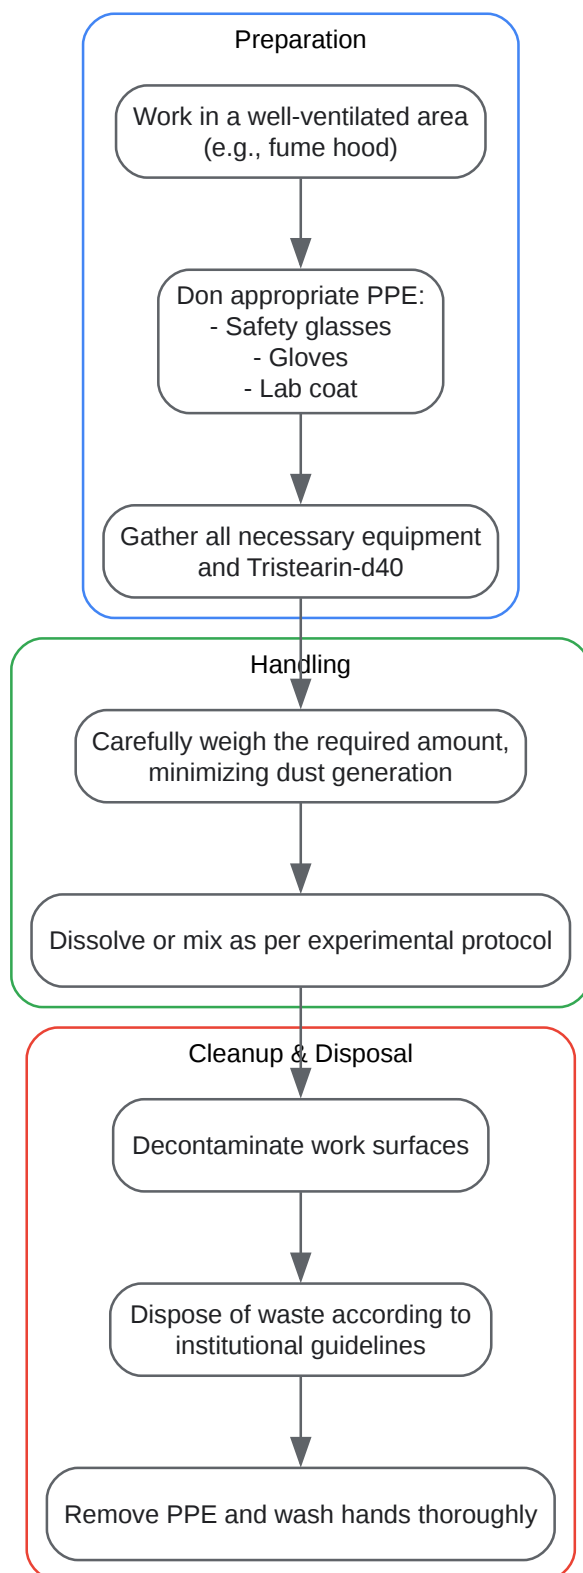 Preparation
Work in a well-ventilated area
(e.g., fume hood)
Don appropriate PPE:
- Safety glasses
- Gloves
- Lab coat
Gather all necessary equipment
and Tristearin-d40
Handling
Carefully weigh the required amount,
minimizing dust generation
Dissolve or mix as per experimental protocol
Cleanup & Disposal
Decontaminate work surfaces
Dispose of waste according to
institutional guidelines
Remove PPE and wash hands thoroughly